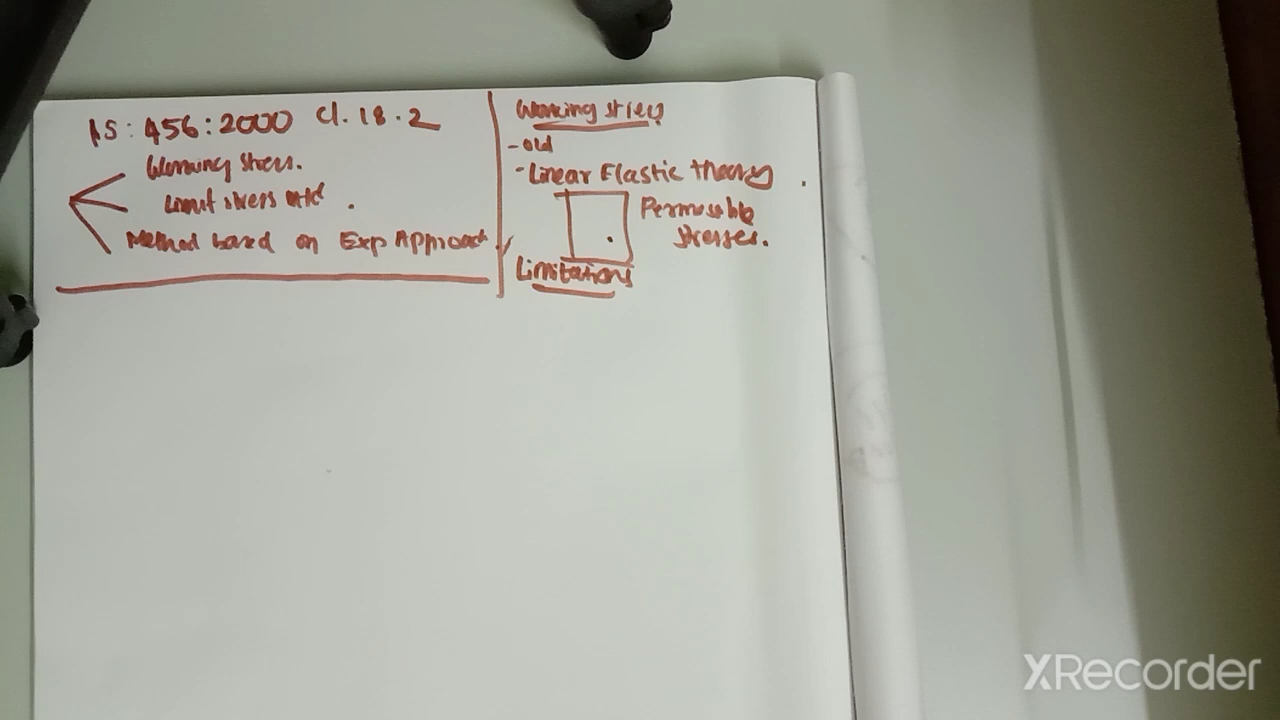 IS: 456:2000 cl. 18.2
Working stress.
Limit stress mtd.
Method based on Exp Approach
Working stress
- old
- Linear Elastic theory
Permissible
stresses.
Limitations
XRecorder